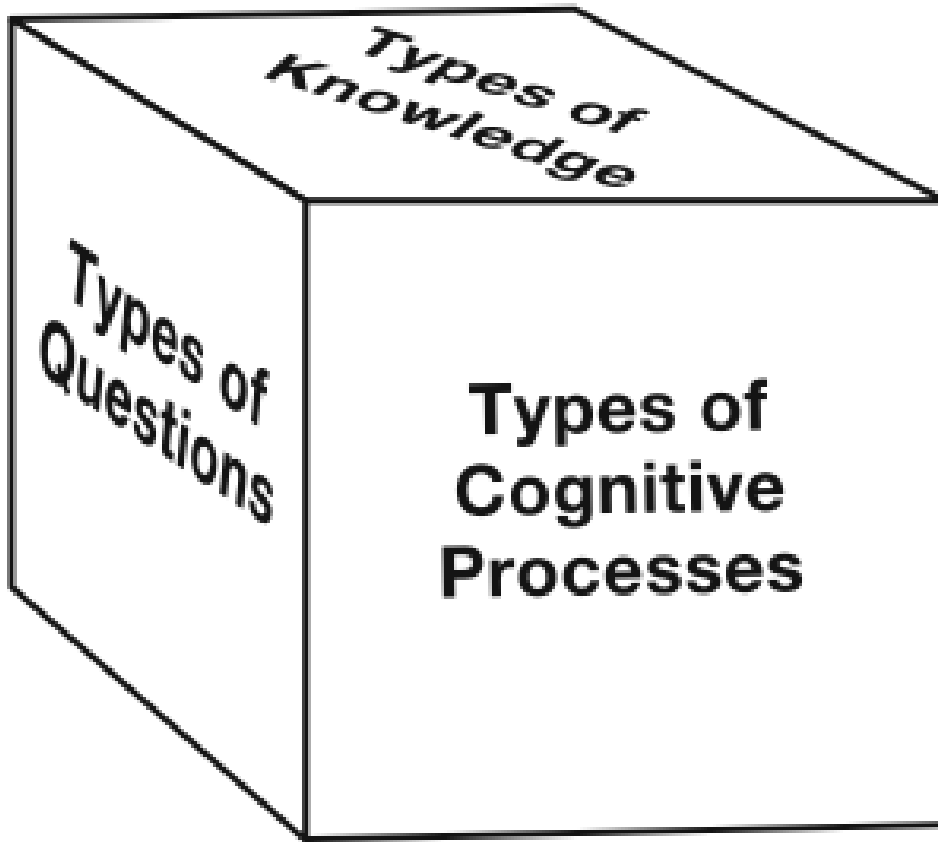 Types of
Knowledge
Types of
Questions
Types of
Cognitive
Processes